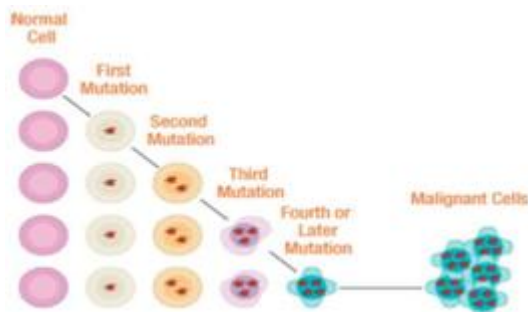 Normal
Cell
First
Mutation
Second
Mutation
Third
Mutation
Fourth or
Later
Mutation
Malignant Cells